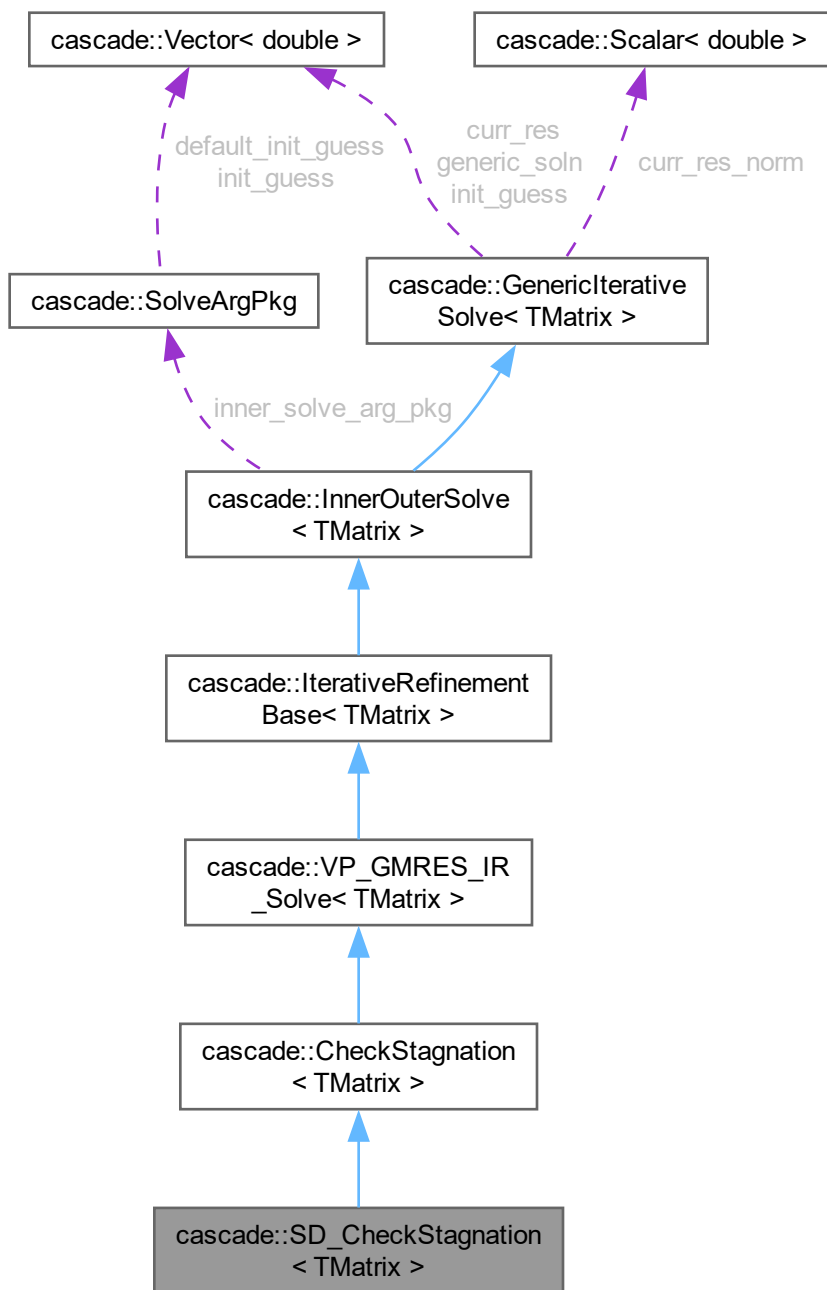 cascade::Vector< double >
cascade::Scalar< double >
default_init_guess
init_guess
curr_res
generic_soln
init_guess
curr_res_norm
cascade::SolveArgPkg
cascade::GenericIterative
Solve< TMatrix >
inner_solve_arg_pkg
cascade::InnerOuterSolve
< TMatrix >
cascade::IterativeRefinement
Base< TMatrix >
cascade::VP_GMRES_IR
_Solve< TMatrix >
cascade::CheckStagnation
< TMatrix >
cascade::SD_CheckStagnation
< TMatrix >